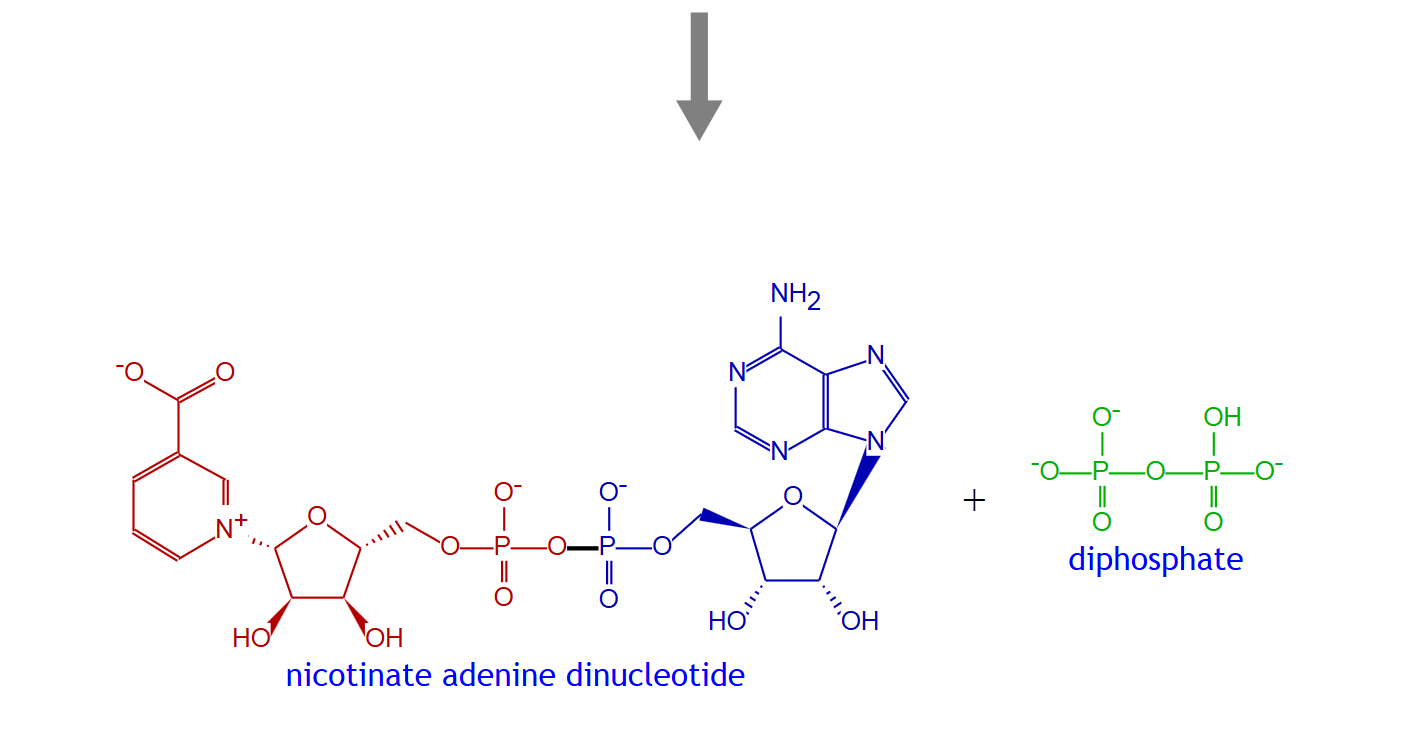 NH2
-O O N N
O- OH
N N -O P O P O-
O- O- O +
N+ O O O
O P O P O
O O HO OH
HO OH
diphosphate
nicotinate adenine dinucleotide